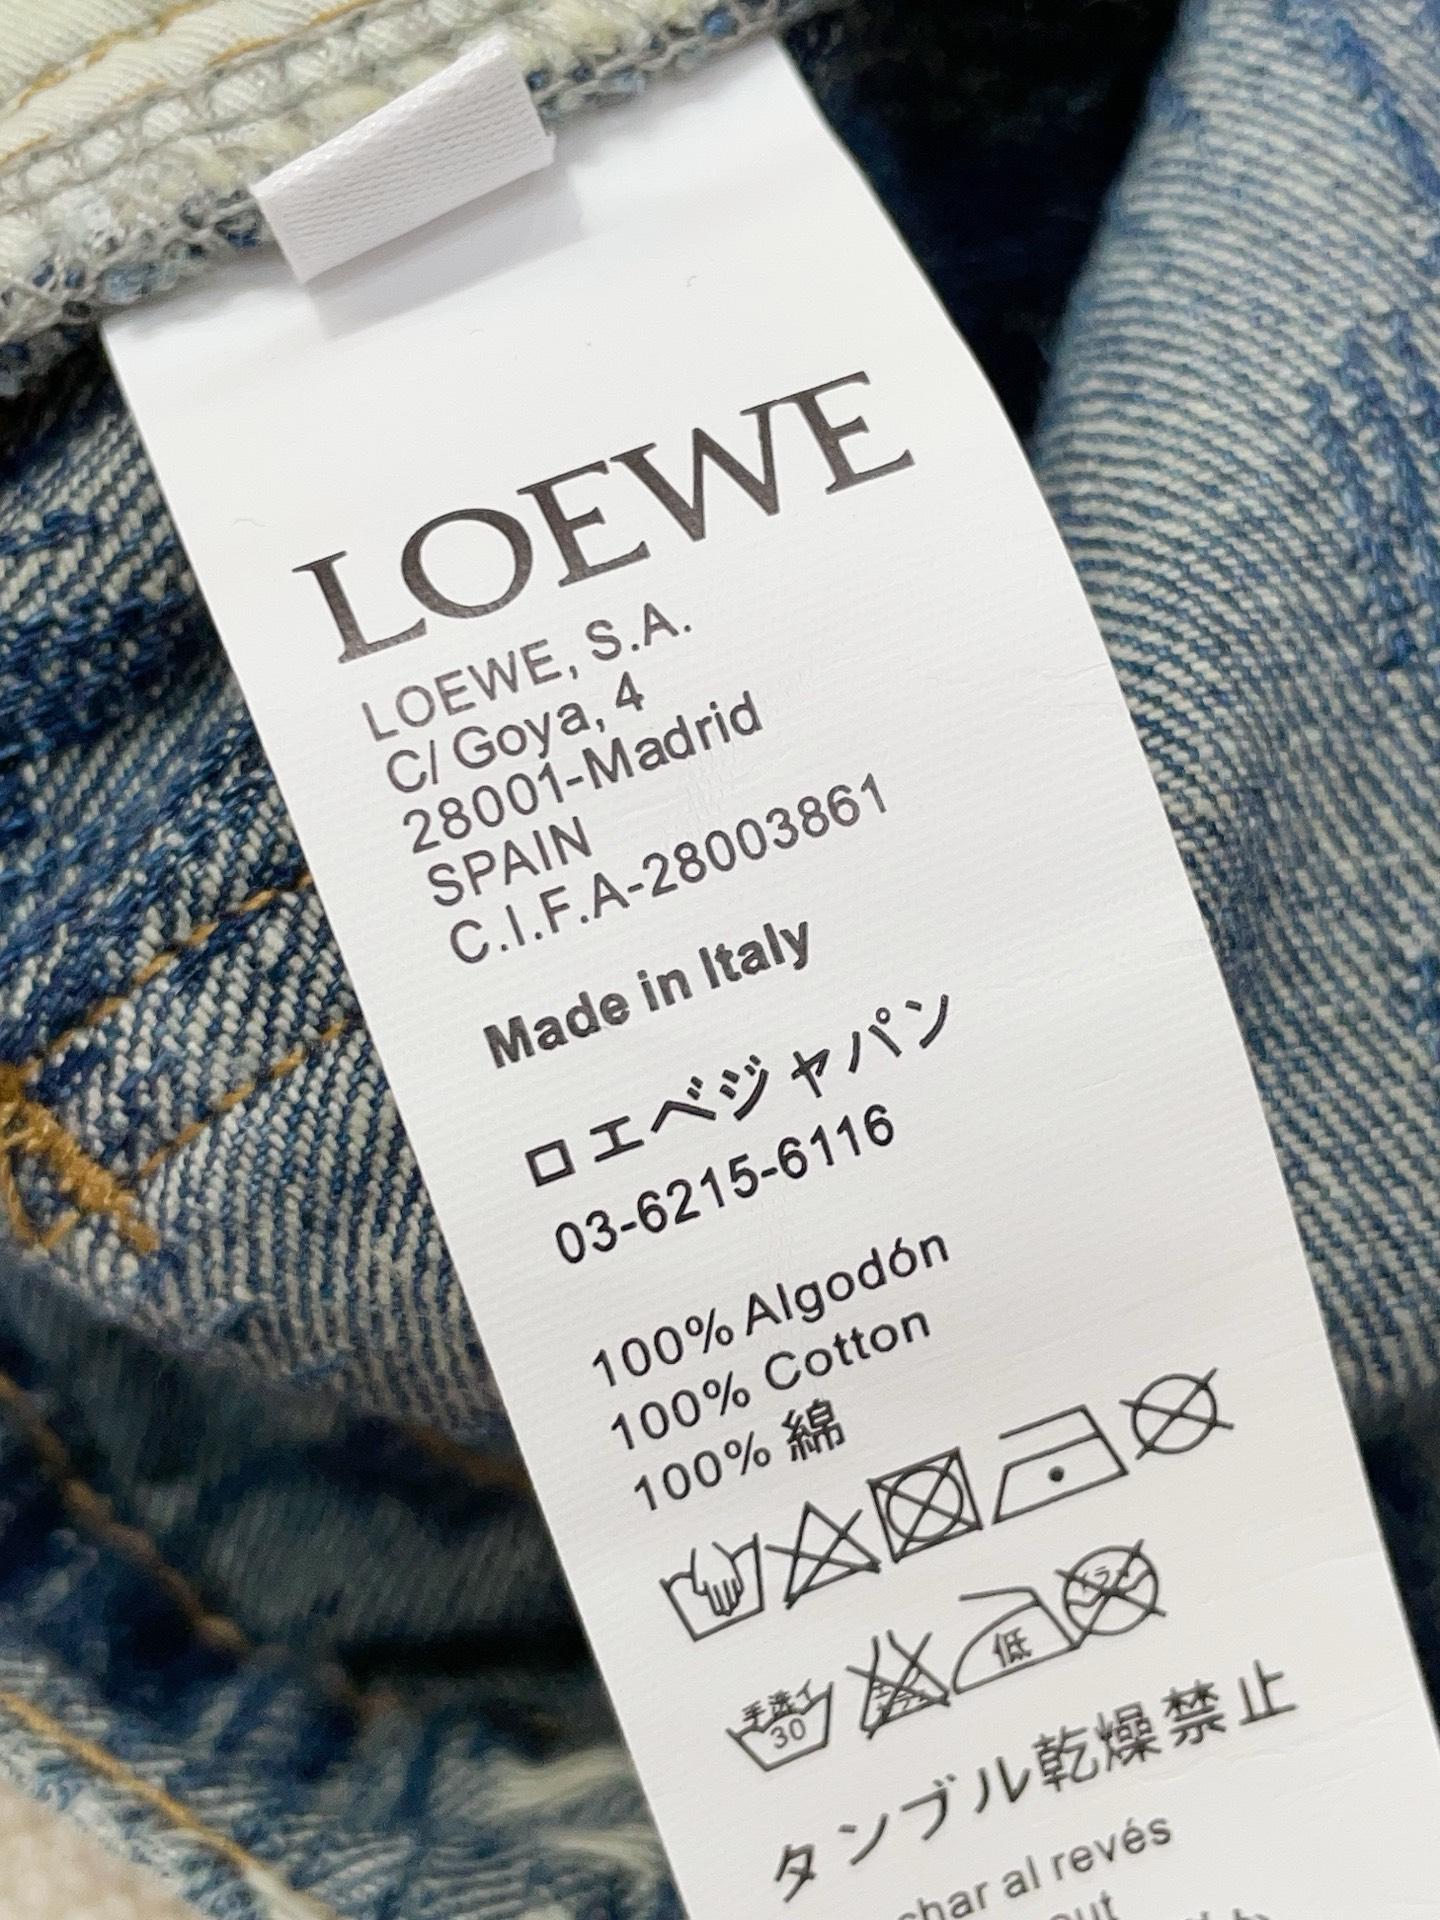 LOEWE
LOEWE, S.A.
C/ Goya, 4
28001-Madrid
SPAIN
C.I.F.A-28003861
Made in Italy
ロエベジャパン
03-6215-6116
100% Algodón
100% Cotton
100% 綿
手洗イ
30
低
タンブル乾燥禁止
al revés